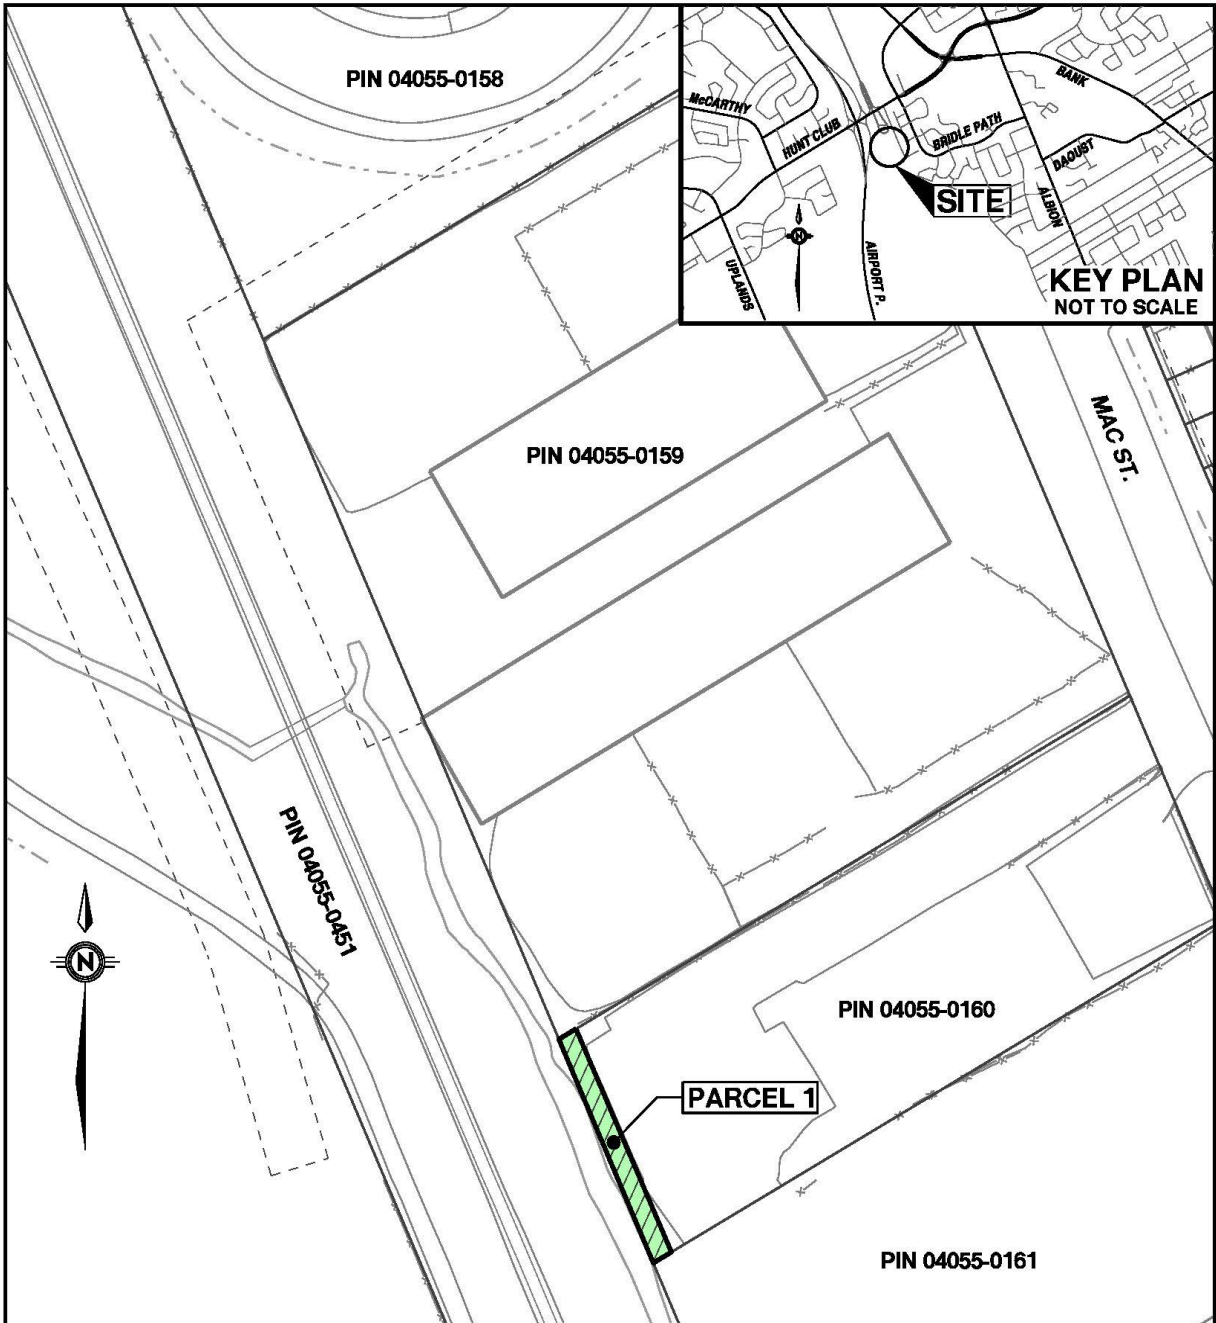 PIN 04055-0158
BANK
McCARTHY
HUNT CLUB
BRIDLE PATH
DAOUST
SITE
ALBION
AIRPORT P.
UPLANDS
N
KEY PLAN
NOT TO SCALE
MAC ST.
PIN 04055-0159
PIN 04055-0451
N
PIN 04055-0160
PARCEL 1
PIN 04055-0161